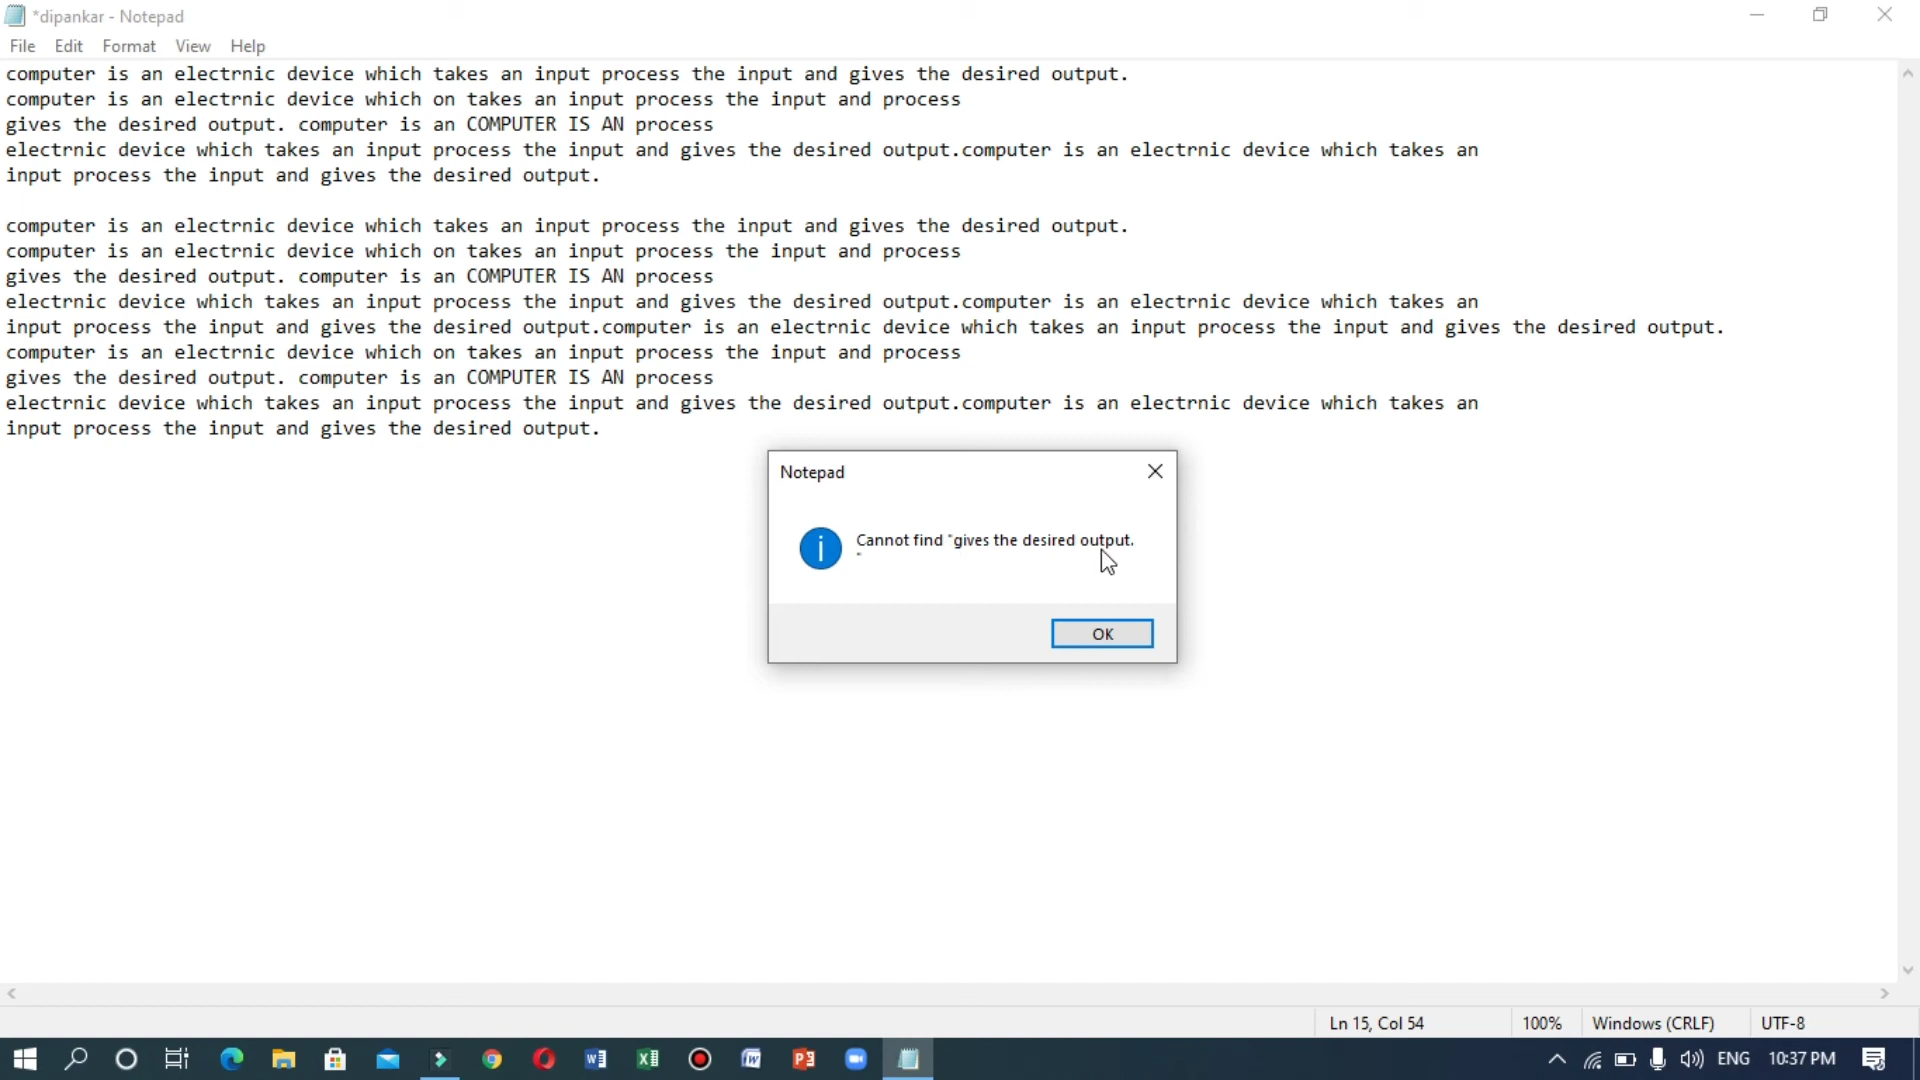 *dipankar - Notepad
File Edit Format View Help
computer is an electrnic device which takes an input process the input and gives the desired output.
computer is an electrnic device which on takes an input process the input and process
gives the desired output. computer is an COMPUTER IS AN process
electrnic device which takes an input process the input and gives the desired output.computer is an electrnic device which takes an
input process the input and gives the desired output.
computer is an electrnic device which takes an input process the input and gives the desired output.
computer is an electrnic device which on takes an input process the input and process
gives the desired output. computer is an COMPUTER IS AN process
electrnic device which takes an input process the input and gives the desired output.computer is an electrnic device which takes an
input process the input and gives the desired output.computer is an electrnic device which takes an input process the input and gives the desired output.
computer is an electrnic device which on takes an input process the input and process
gives the desired output. computer is an COMPUTER IS AN process
electrnic device which takes an input process the input and gives the desired output.computer is an electrnic device which takes an
input process the input and gives the desired output.
Notepad
Cannot find "gives the desired output.
"
OK
Ln 15, Col 54 100% Windows (CRLF) UTF-8
ENG 10:37 PM